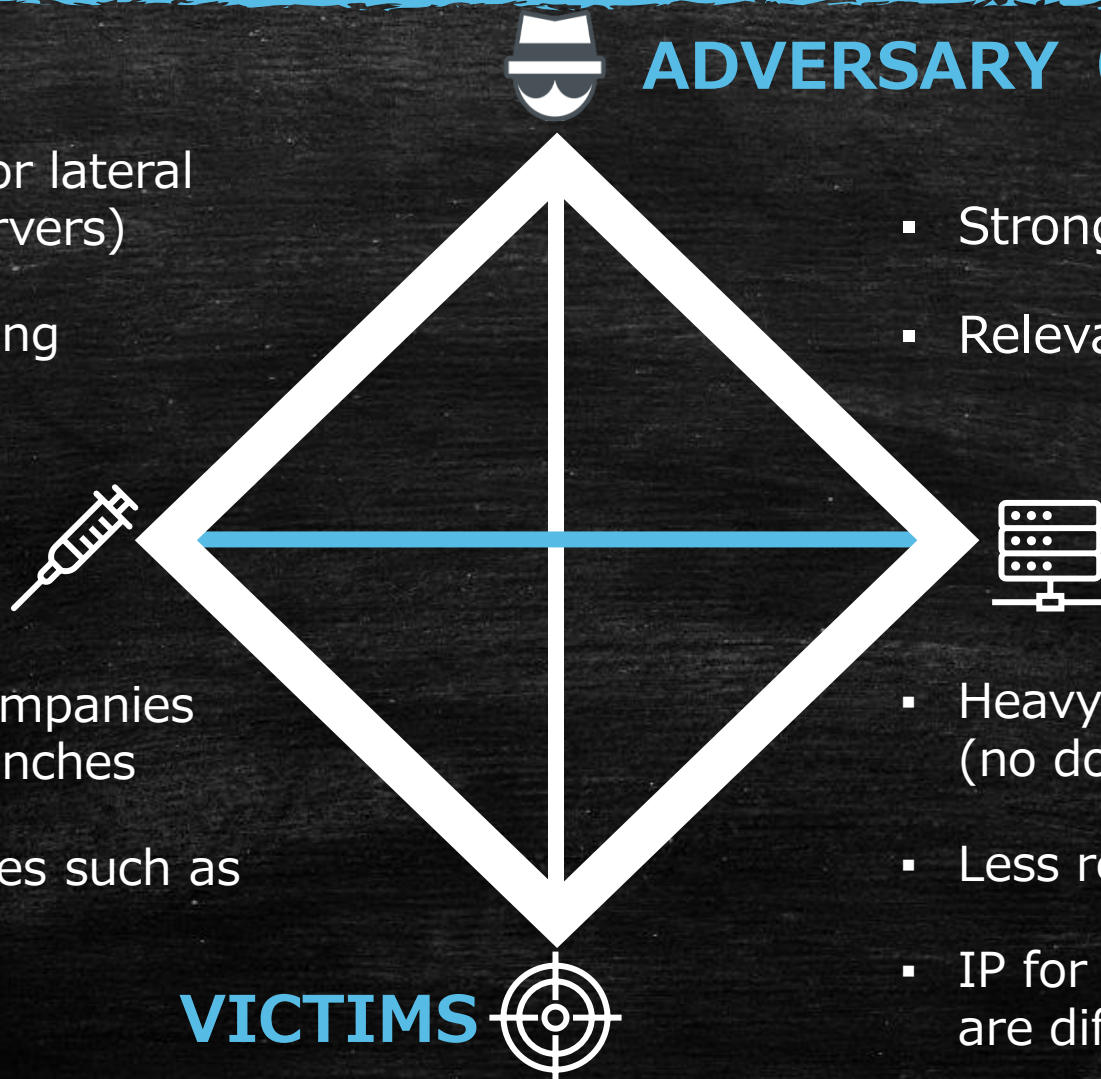 ADVERSARY
or lateral
rvers)
ng
▪ Strong
▪ Releva
mpanies
nches
es such as
▪ Heavy
(no do
▪ Less re
▪ IP for
are dif
VICTIMS